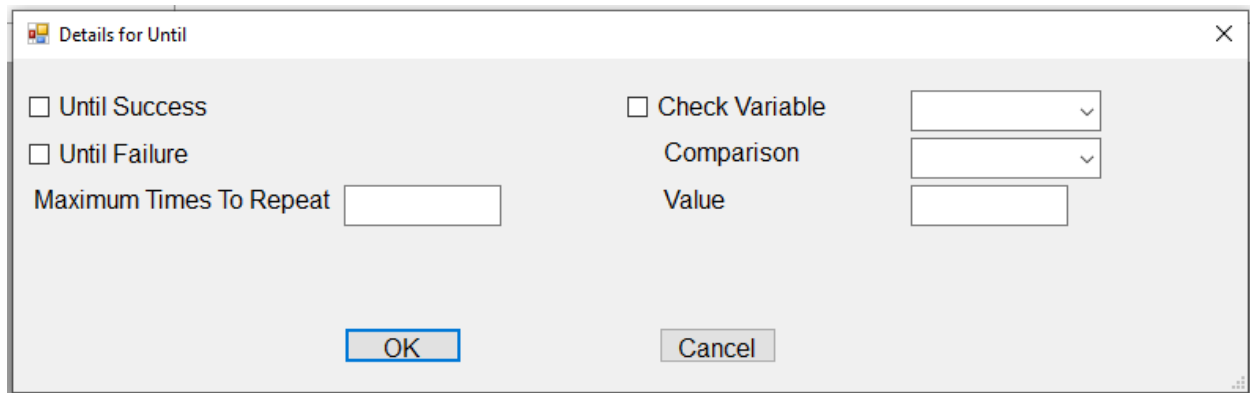 Details for Until
Until Success
Check Variable
Until Failure
Comparison
Maximum Times To Repeat
Value
OK
Cancel